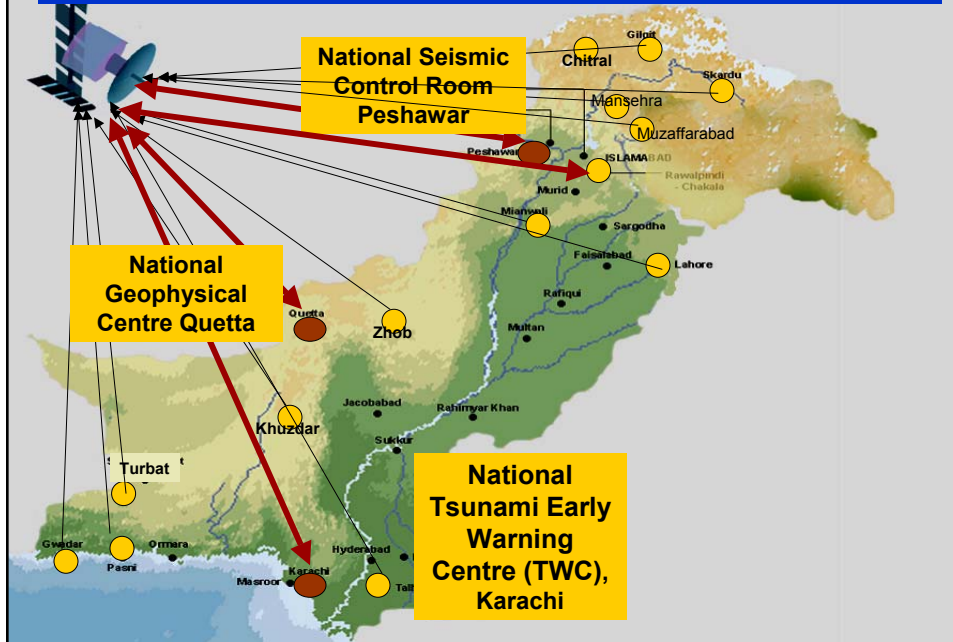 National Seismic
Control Room
Peshawar
Chitral
Gilgit
Skardu
Mansehra
Muzaffarabad
Peshawar
ISLAMABAD
Rawalpindi
- Chakala
Murid
Mianwali
Sargodha
Faisalabad
Lahore
National
Geophysical
Centre Quetta
Quetta
Rafiqui
Zhob
Multan
Jacobabad
Rahimyar Khan
Khuzdar
Sukkur
Turbat
National
Tsunami Early
Warning
Centre (TWC),
Karachi
Gwadar
Pasni
Ormara
Hyderabad
Masroor
Karachi